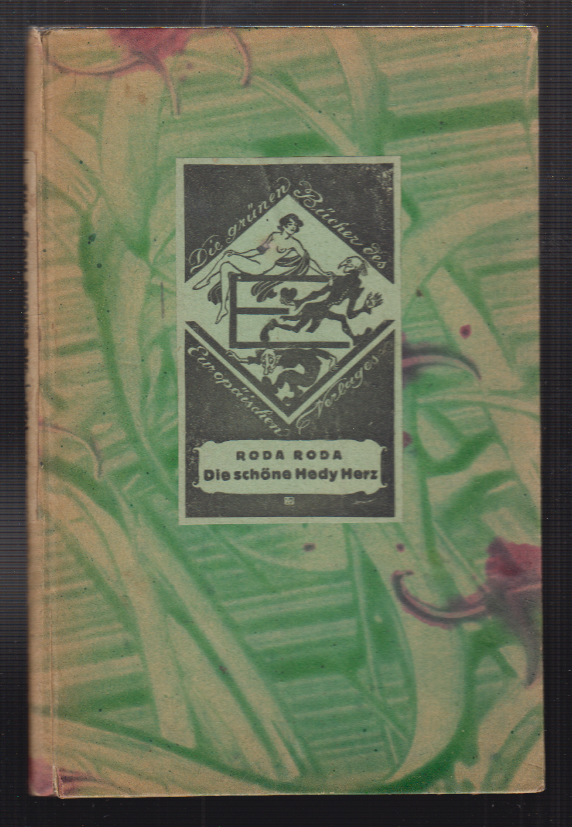 Die grünen Bücher des
Europäischen Verlages
RODA RODA
Die schöne Hedy Herz